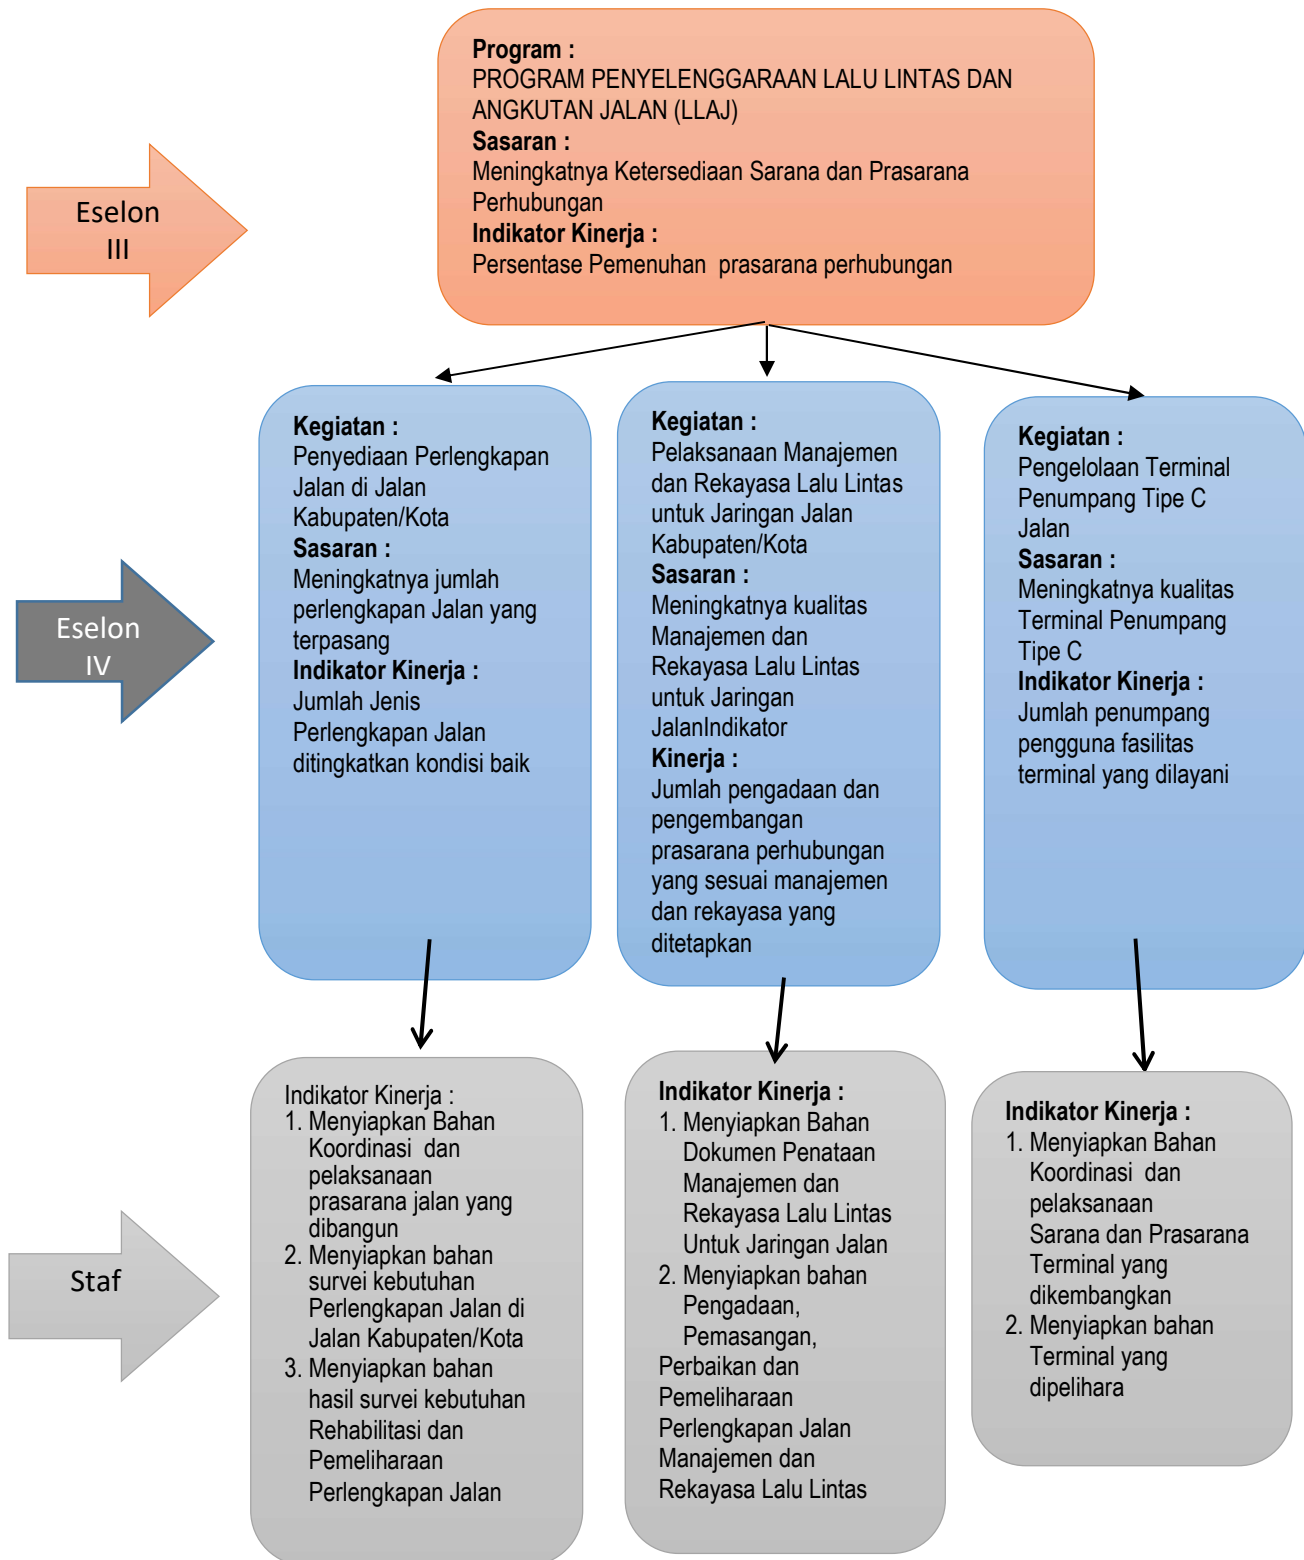 Program :
PROGRAM PENYELENGGARAAN LALU LINTAS DAN
ANGKUTAN JALAN (LLAJ)
Sasaran :
Meningkatnya Ketersediaan Sarana dan Prasarana
Perhubungan
Indikator Kinerja :
Persentase Pemenuhan  prasarana perhubungan
Eselon
III
Kegiatan :
Penyediaan Perlengkapan
Jalan di Jalan
Kabupaten/Kota
Sasaran :
Meningkatnya jumlah
perlengkapan Jalan yang
terpasang
Indikator Kinerja :
Jumlah Jenis
Perlengkapan Jalan
ditingkatkan kondisi baik
Kegiatan :
Pelaksanaan Manajemen
dan Rekayasa Lalu Lintas
untuk Jaringan Jalan
Kabupaten/Kota
Sasaran :
Meningkatnya kualitas
Manajemen dan
Rekayasa Lalu Lintas
untuk Jaringan
JalanIndikator
Kinerja :
Jumlah pengadaan dan
pengembangan
prasarana perhubungan
yang sesuai manajemen
dan rekayasa yang
ditetapkan
Kegiatan :
Pengelolaan Terminal
Penumpang Tipe C
Jalan
Sasaran :
Meningkatnya kualitas
Terminal Penumpang
Tipe C
Indikator Kinerja :
Jumlah penumpang
pengguna fasilitas
terminal yang dilayani
Eselon
IV
Indikator Kinerja :
1. Menyiapkan Bahan
Koordinasi  dan
pelaksanaan
prasarana jalan yang
dibangun
2. Menyiapkan bahan
survei kebutuhan
Perlengkapan Jalan di
Jalan Kabupaten/Kota
3. Menyiapkan bahan
hasil survei kebutuhan
Rehabilitasi dan
Pemeliharaan
Perlengkapan Jalan
Indikator Kinerja :
1. Menyiapkan Bahan
Dokumen Penataan
Manajemen dan
Rekayasa Lalu Lintas
Untuk Jaringan Jalan
2. Menyiapkan bahan
Pengadaan,
Pemasangan,
Perbaikan dan
Pemeliharaan
Perlengkapan Jalan
Manajemen dan
Rekayasa Lalu Lintas
Indikator Kinerja :
1. Menyiapkan Bahan
Koordinasi  dan
pelaksanaan
Sarana dan Prasarana
Terminal yang
dikembangkan
2. Menyiapkan bahan
Terminal yang
dipelihara
Staf